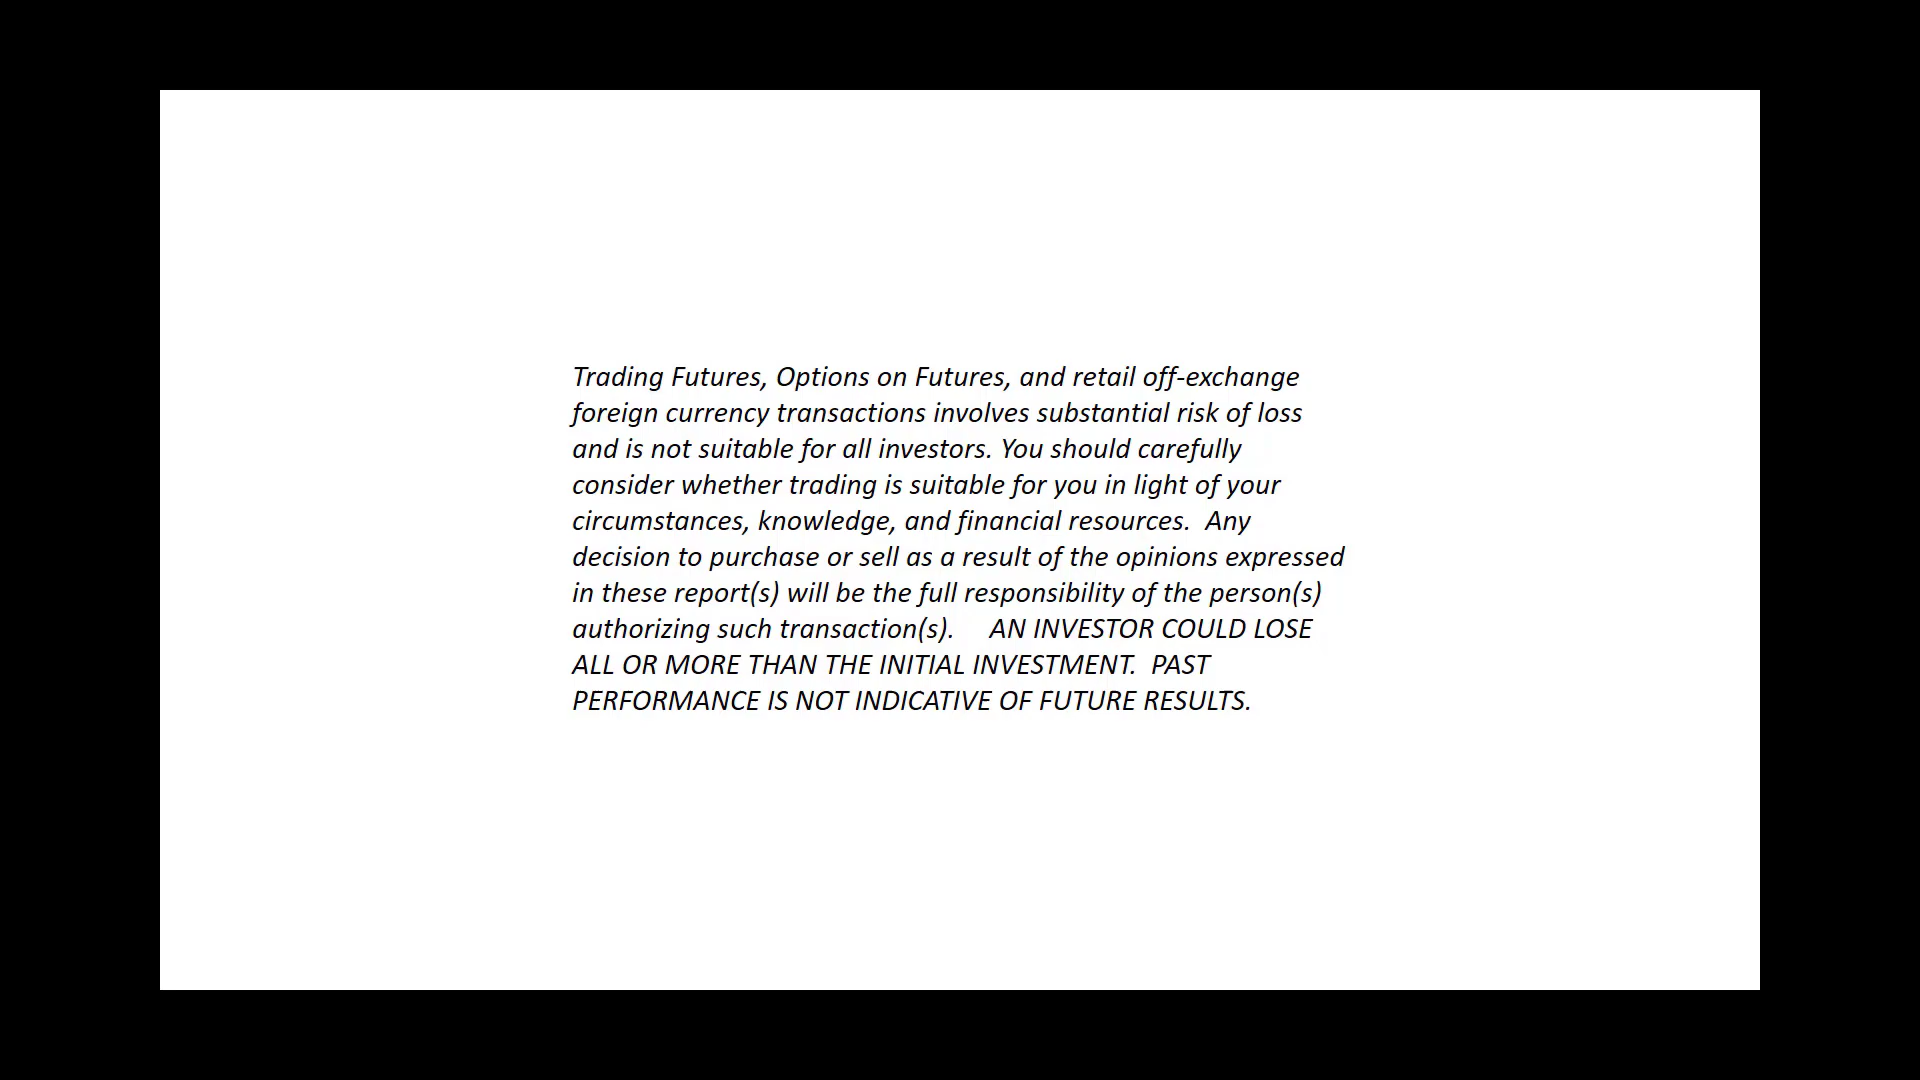 Trading Futures, Options on Futures, and retail off-exchange
foreign currency transactions involves substantial risk of loss
and is not suitable for all investors. You should carefully
consider whether trading is suitable for you in light of your
circumstances, knowledge, and financial resources.  Any
decision to purchase or sell as a result of the opinions expressed
in these report(s) will be the full responsibility of the person(s)
authorizing such transaction(s).     AN INVESTOR COULD LOSE
ALL OR MORE THAN THE INITIAL INVESTMENT.  PAST
PERFORMANCE IS NOT INDICATIVE OF FUTURE RESULTS.